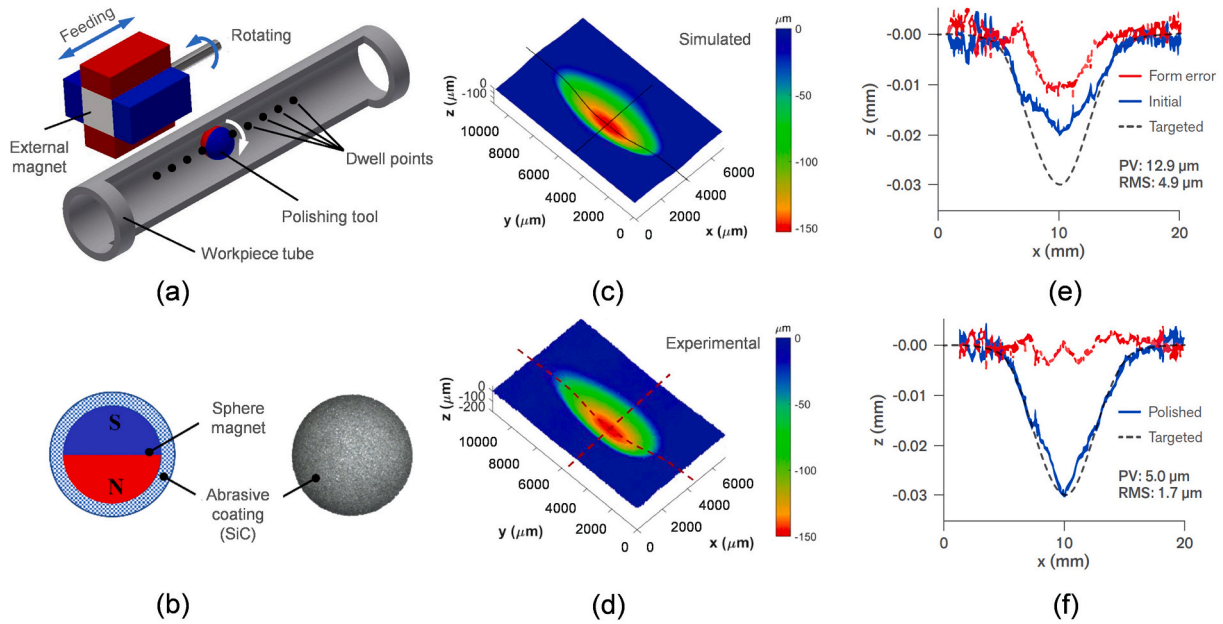 Feeding
Rotating
External
magnet
Dwell points
Polishing tool
Workpiece tube
(a)
S
N
Sphere
magnet
Abrasive
coating
(SiC)
(b)
Simulated
z (μm)
0
-100
10000
8000
6000
4000
2000
0
y (μm)
6000
4000
2000
0
x (μm)
μm
0
-50
-100
-150
(c)
Experimental
z (μm)
0
-100
-200
10000
8000
6000
4000
2000
0
y (μm)
6000
4000
2000
0
x (μm)
μm
0
-50
-100
-150
(d)
z (mm)
-0.00
-0.01
-0.02
-0.03
Form error
Initial
Targeted
PV: 12.9 μm
RMS: 4.9 μm
0
10
20
x (mm)
(e)
z (mm)
-0.00
-0.01
-0.02
-0.03
Polished
Targeted
PV: 5.0 μm
RMS: 1.7 μm
0
10
20
x (mm)
(f)